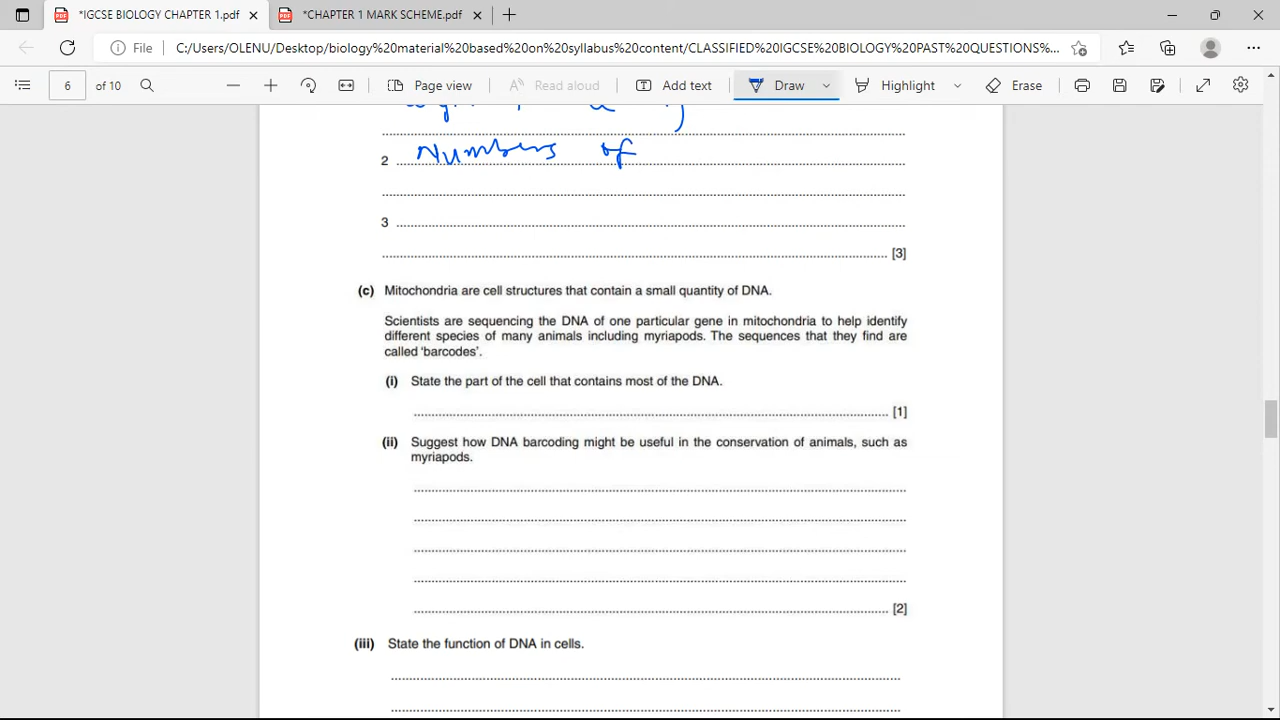 *IGSCE BIOLOGY CHAPTER 1.pdf
*CHAPTER 1 MARK SCHEME.pdf
File C:/Users/OLENU/Desktop/biology%20material%20based%20on%20syllabus%20content/CLASSIFIED%20IGCSE%20BIOLOGY%20PAST%20QUESTIONS%...
6 of 10 Page view Read aloud Add text Draw Highlight Erase
2 Numbers of
3
[3]
(c) Mitochondria are cell structures that contain a small quantity of DNA.
Scientists are sequencing the DNA of one particular gene in mitochondria to help identify
different species of many animals including myriapods. The sequences that they find are
called ‘barcodes’.
(i) State the part of the cell that contains most of the DNA.
[1]
(ii) Suggest how DNA barcoding might be useful in the conservation of animals, such as
myriapods.
[2]
(iii) State the function of DNA in cells.